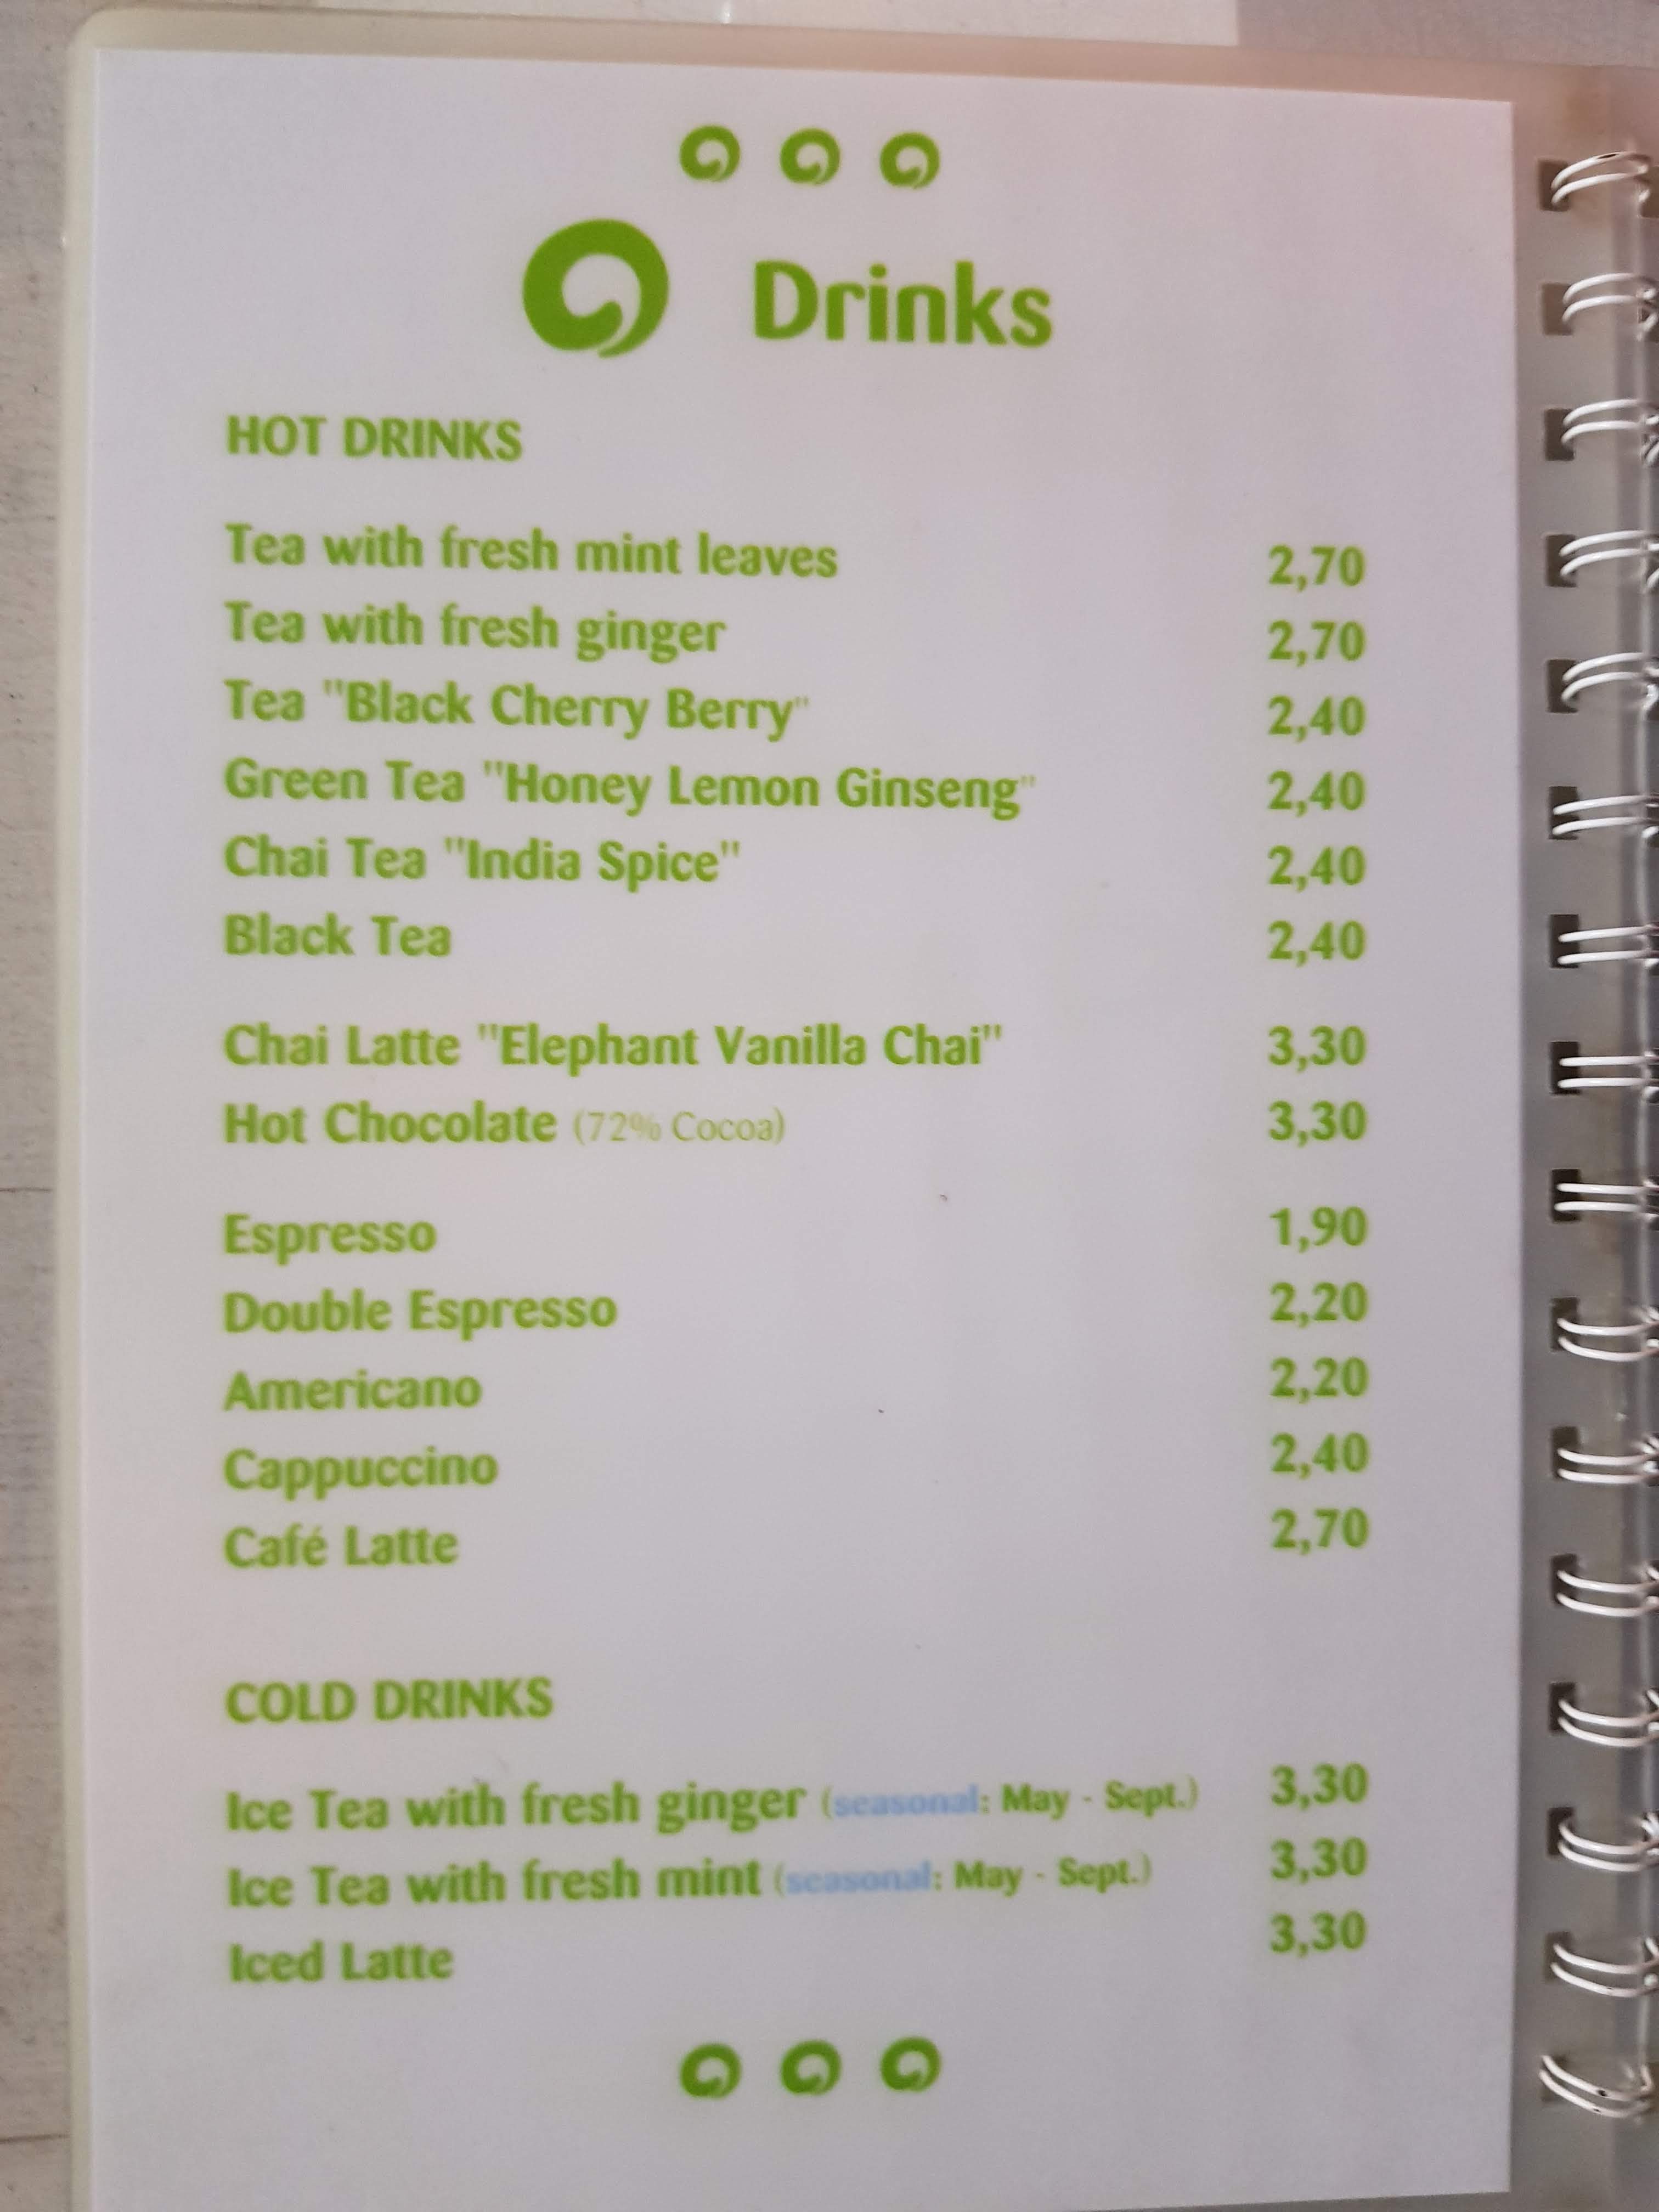 Drinks
HOT DRINKS
Tea with fresh mint leaves 2,70
Tea with fresh ginger 2,70
Tea "Black Cherry Berry" 2,40
Green Tea "Honey Lemon Ginseng" 2,40
Chai Tea "India Spice" 2,40
Black Tea 2,40
Chai Latte "Elephant Vanilla Chai" 3,30
Hot Chocolate (72% Cocoa) 3,30
Espresso 1,90
Double Espresso 2,20
Americano 2,20
Cappuccino 2,40
Café Latte 2,70
COLD DRINKS
Ice Tea with fresh ginger (seasonal: May - Sept.) 3,30
Ice Tea with fresh mint (seasonal: May - Sept.) 3,30
Iced Latte 3,30